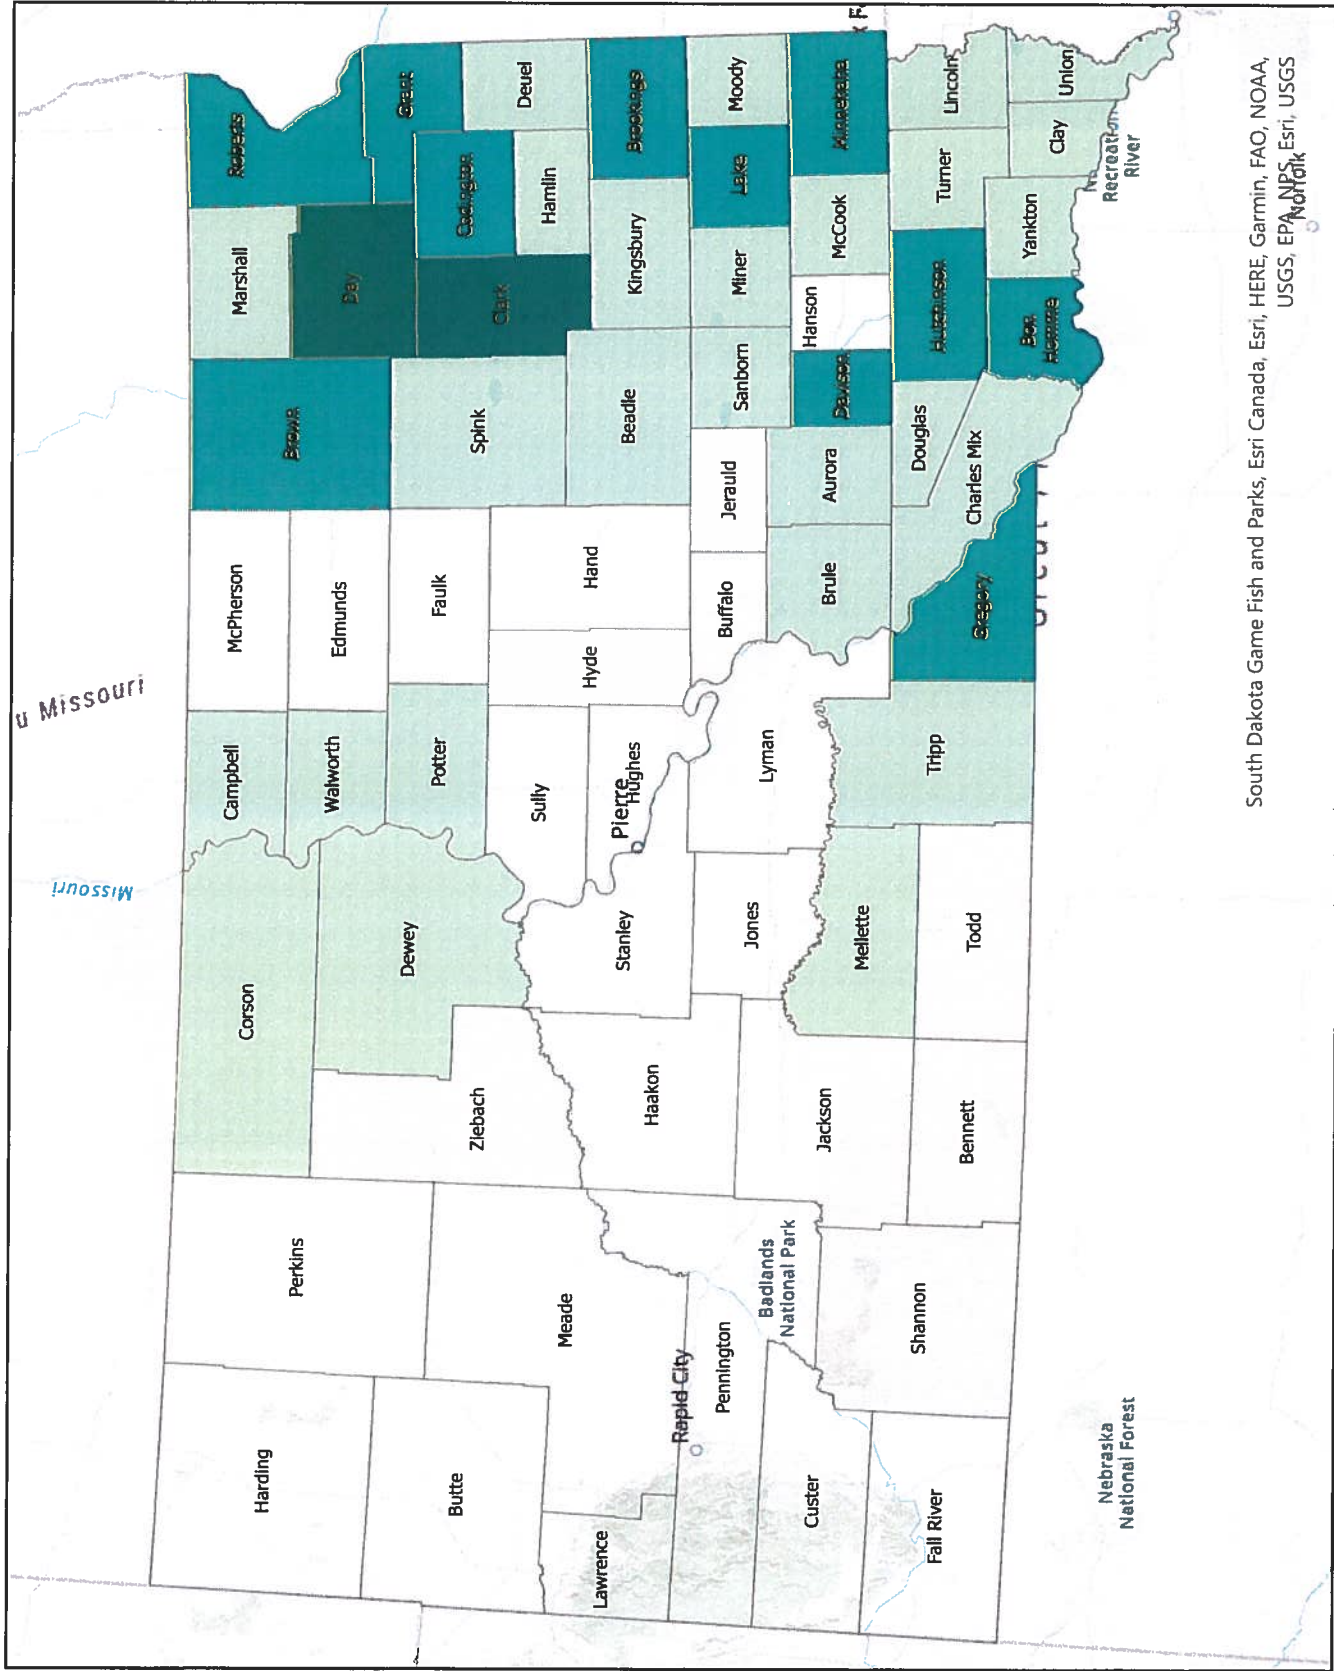 u Missouri
Missouri
Harding
Perkins
Corson
Campbell
McPherson
Brown
Marshall
Roberts
Walworth
Edmunds
Day
Grant
Butte
Meade
Ziebach
Dewey
Potter
Faulk
Spink
Clark
Codington
Deuel
Hamlin
Lawrence
Haakon
Stanley
Sully
Hyde
Hand
Beadle
Kingsbury
Brookings
Pierre
Hughes
Rapid City
Pennington
Badlands
National Park
Jackson
Jones
Lyman
Buffalo
Jerauld
Sanborn
Miner
Lake
Moody
Custer
Mellette
Brule
Aurora
Davison
Hanson
McCook
Minnehaha
Fall River
Shannon
Bennett
Todd
Tripp
Gregory
Charles Mix
Douglas
Hutchinson
Turner
Lincoln
Bon
Homme
Yankton
Clay
Union
Nebraska
National Forest
Recreation
River
Norfolk
South Dakota Game Fish and Parks, Esri Canada, Esri, HERE, Garmin, FAO, NOAA,
USGS, EPA, NPS, Esri, USGS